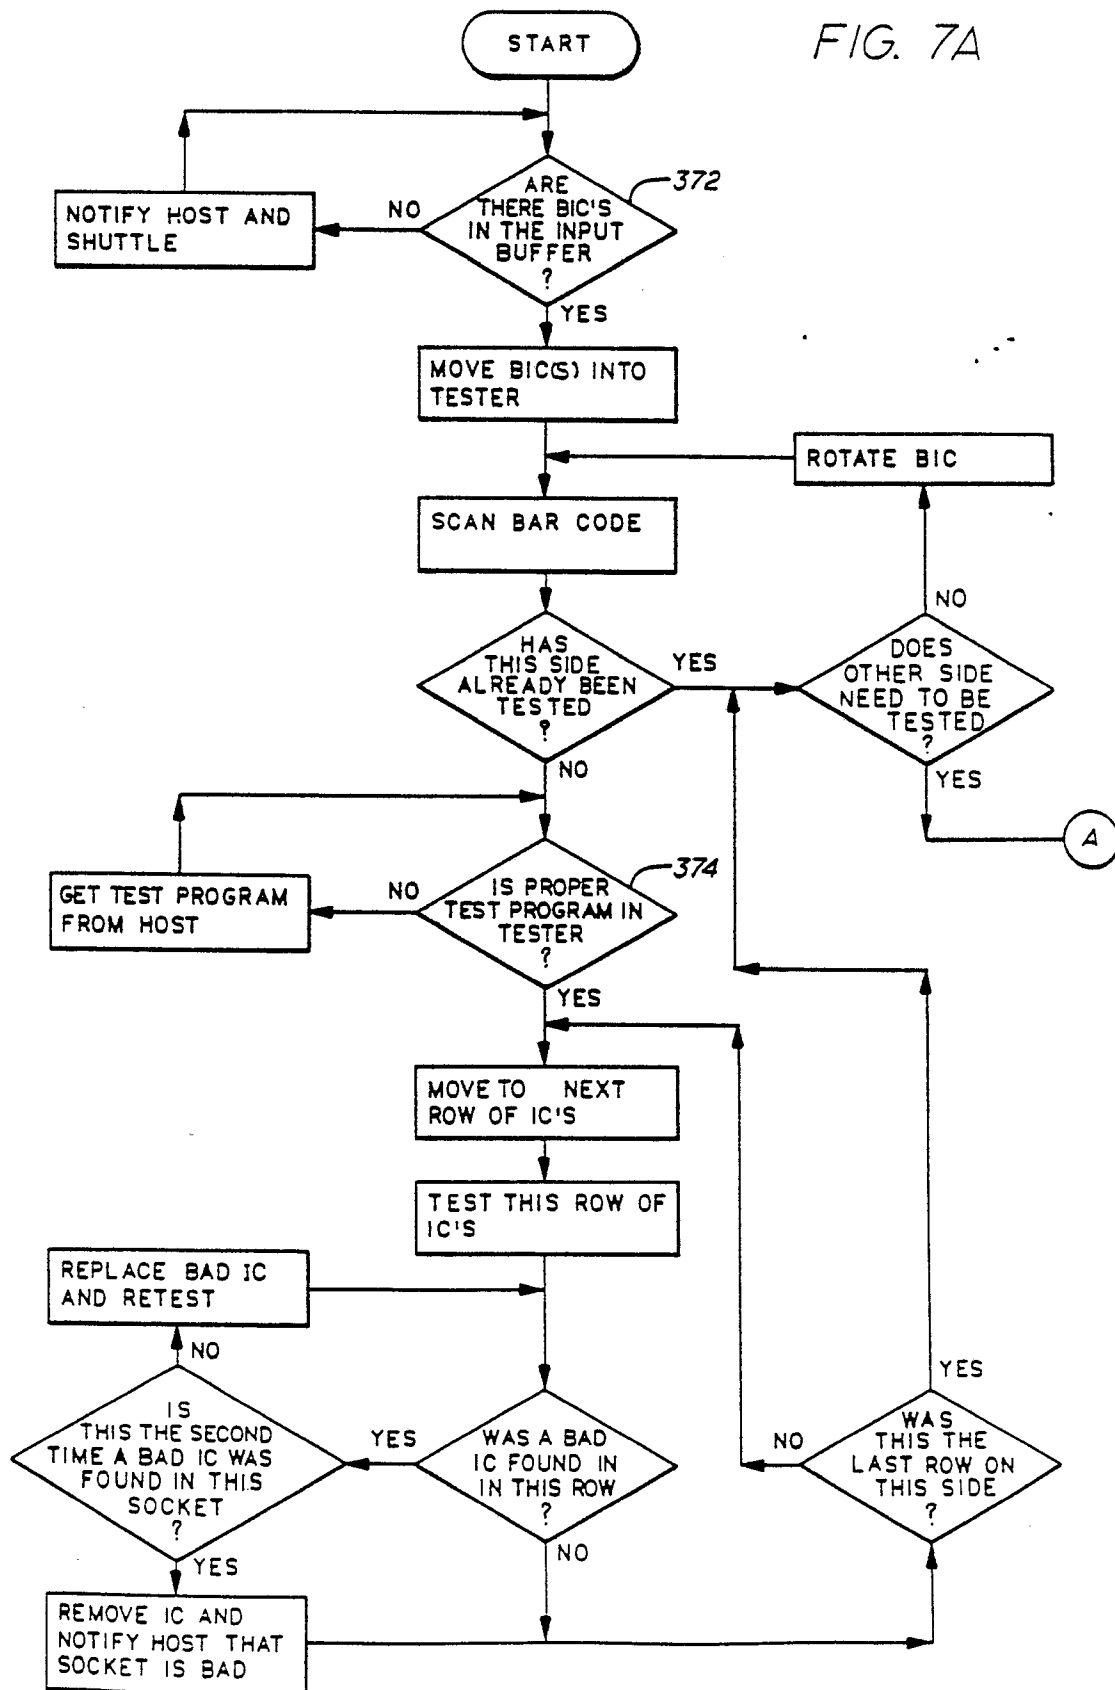 START
FIG. 7A
372
ARE
THERE BIC'S
IN THE INPUT
BUFFER
?
NO
NOTIFY HOST AND
SHUTTLE
YES
MOVE BIC(S) INTO
TESTER
ROTATE BIC
SCAN BAR CODE
NO
HAS
THIS SIDE
ALREADY BEEN
TESTED
?
YES
DOES
OTHER SIDE
NEED TO BE
TESTED
?
NO
YES
A
374
IS PROPER
TEST PROGRAM IN
TESTER
?
NO
GET TEST PROGRAM
FROM HOST
YES
MOVE TO NEXT
ROW OF IC'S
TEST THIS ROW OF
IC'S
REPLACE BAD IC
AND RETEST
NO
IS
THIS THE SECOND
TIME A BAD IC WAS
FOUND IN THIS
SOCKET
?
YES
WAS A BAD
IC FOUND IN
IN THIS ROW
?
NO
YES
WAS
THIS THE
LAST ROW ON
THIS SIDE
?
NO
YES
REMOVE IC AND
NOTIFY HOST THAT
SOCKET IS BAD